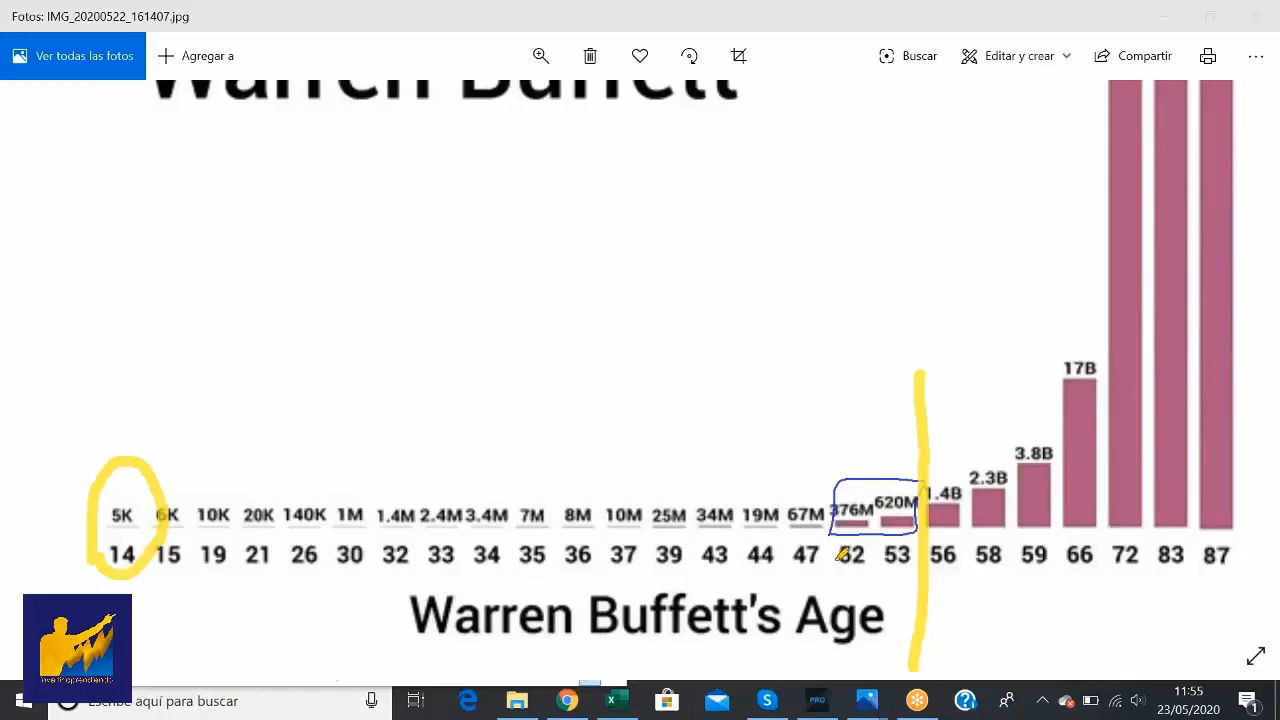 Fotos: IMG_20200522_161407.jpg
Ver todas las fotos
Agregar a
Buscar
Editar y crear
Compartir
Warren Buffett
5K 6K 10K 20K 140K 1M 1.4M 2.4M 3.4M 7M 8M 10M 25M 34M 19M 67M 376M 620M 1.4B 2.3B 3.8B 17B
14 15 19 21 26 30 32 33 34 35 36 37 39 43 44 47 52 53 56 58 59 66 72 83 87
Warren Buffett's Age
Invertiraprendiendo
Escribe aquí para buscar
PRO
11:55
23/05/2020
1